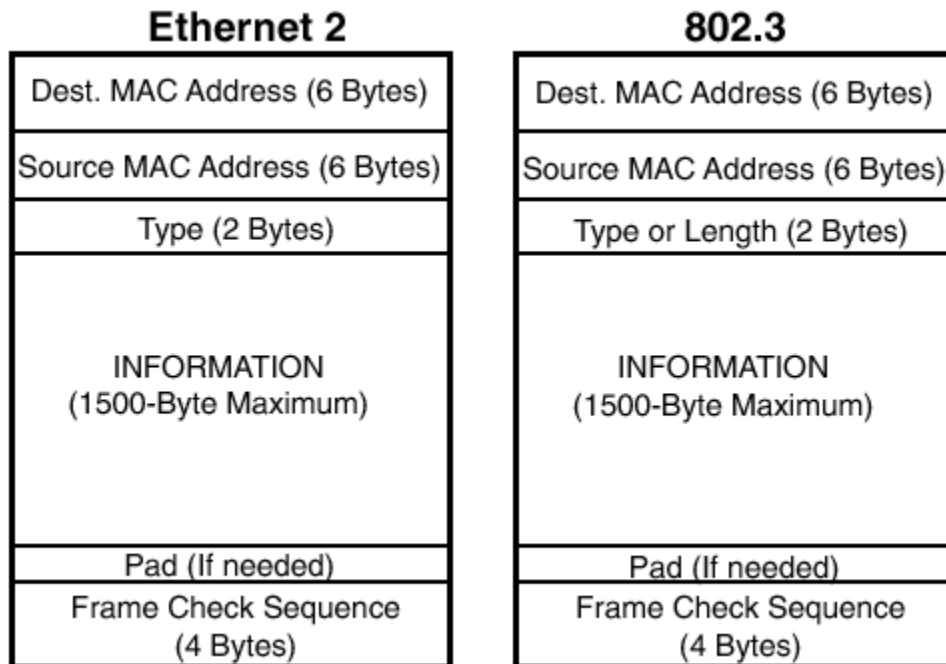 Ethernet 2
Dest. MAC Address (6 Bytes)
Source MAC Address (6 Bytes)
Type (2 Bytes)
INFORMATION
(1500-Byte Maximum)
Pad (If needed)
Frame Check Sequence
(4 Bytes)
802.3
Dest. MAC Address (6 Bytes)
Source MAC Address (6 Bytes)
Type or Length (2 Bytes)
INFORMATION
(1500-Byte Maximum)
Pad (If needed)
Frame Check Sequence
(4 Bytes)